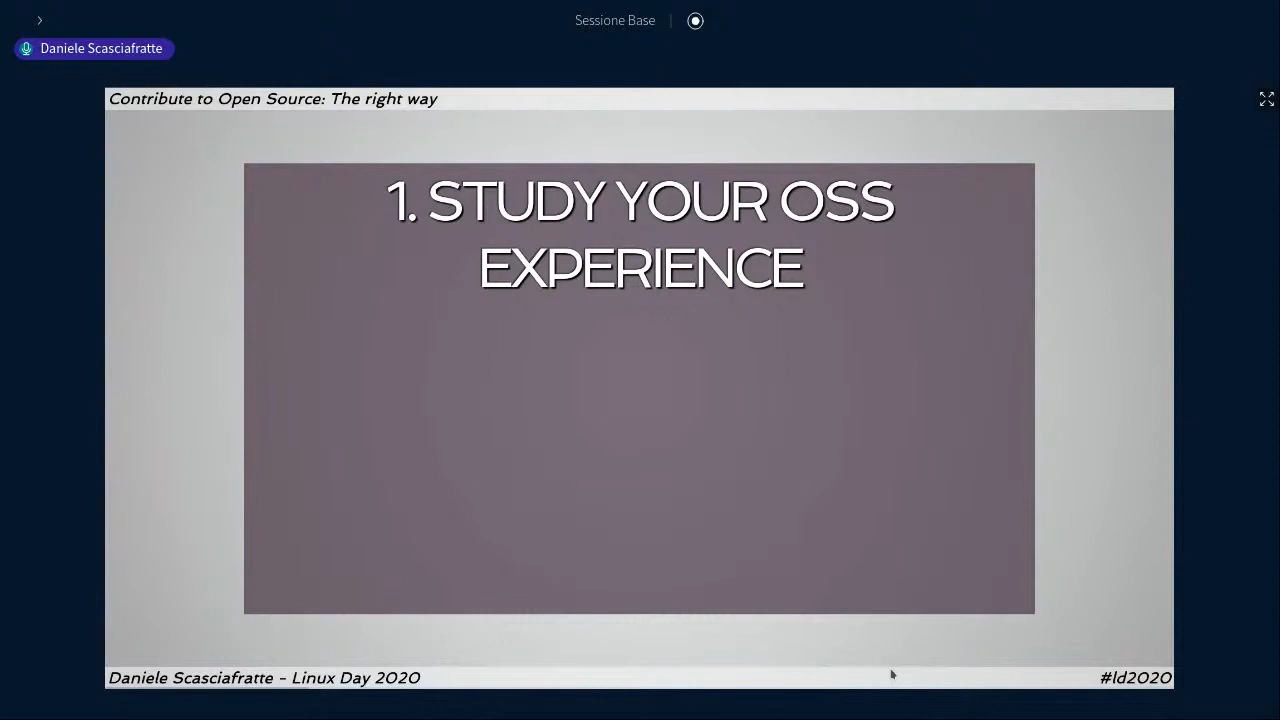 Sessione Base
Daniele Scasciafratte
Contribute to Open Source: The right way
1. STUDY YOUR OSS
EXPERIENCE
Daniele Scasciafratte - Linux Day 2020
#ld2020